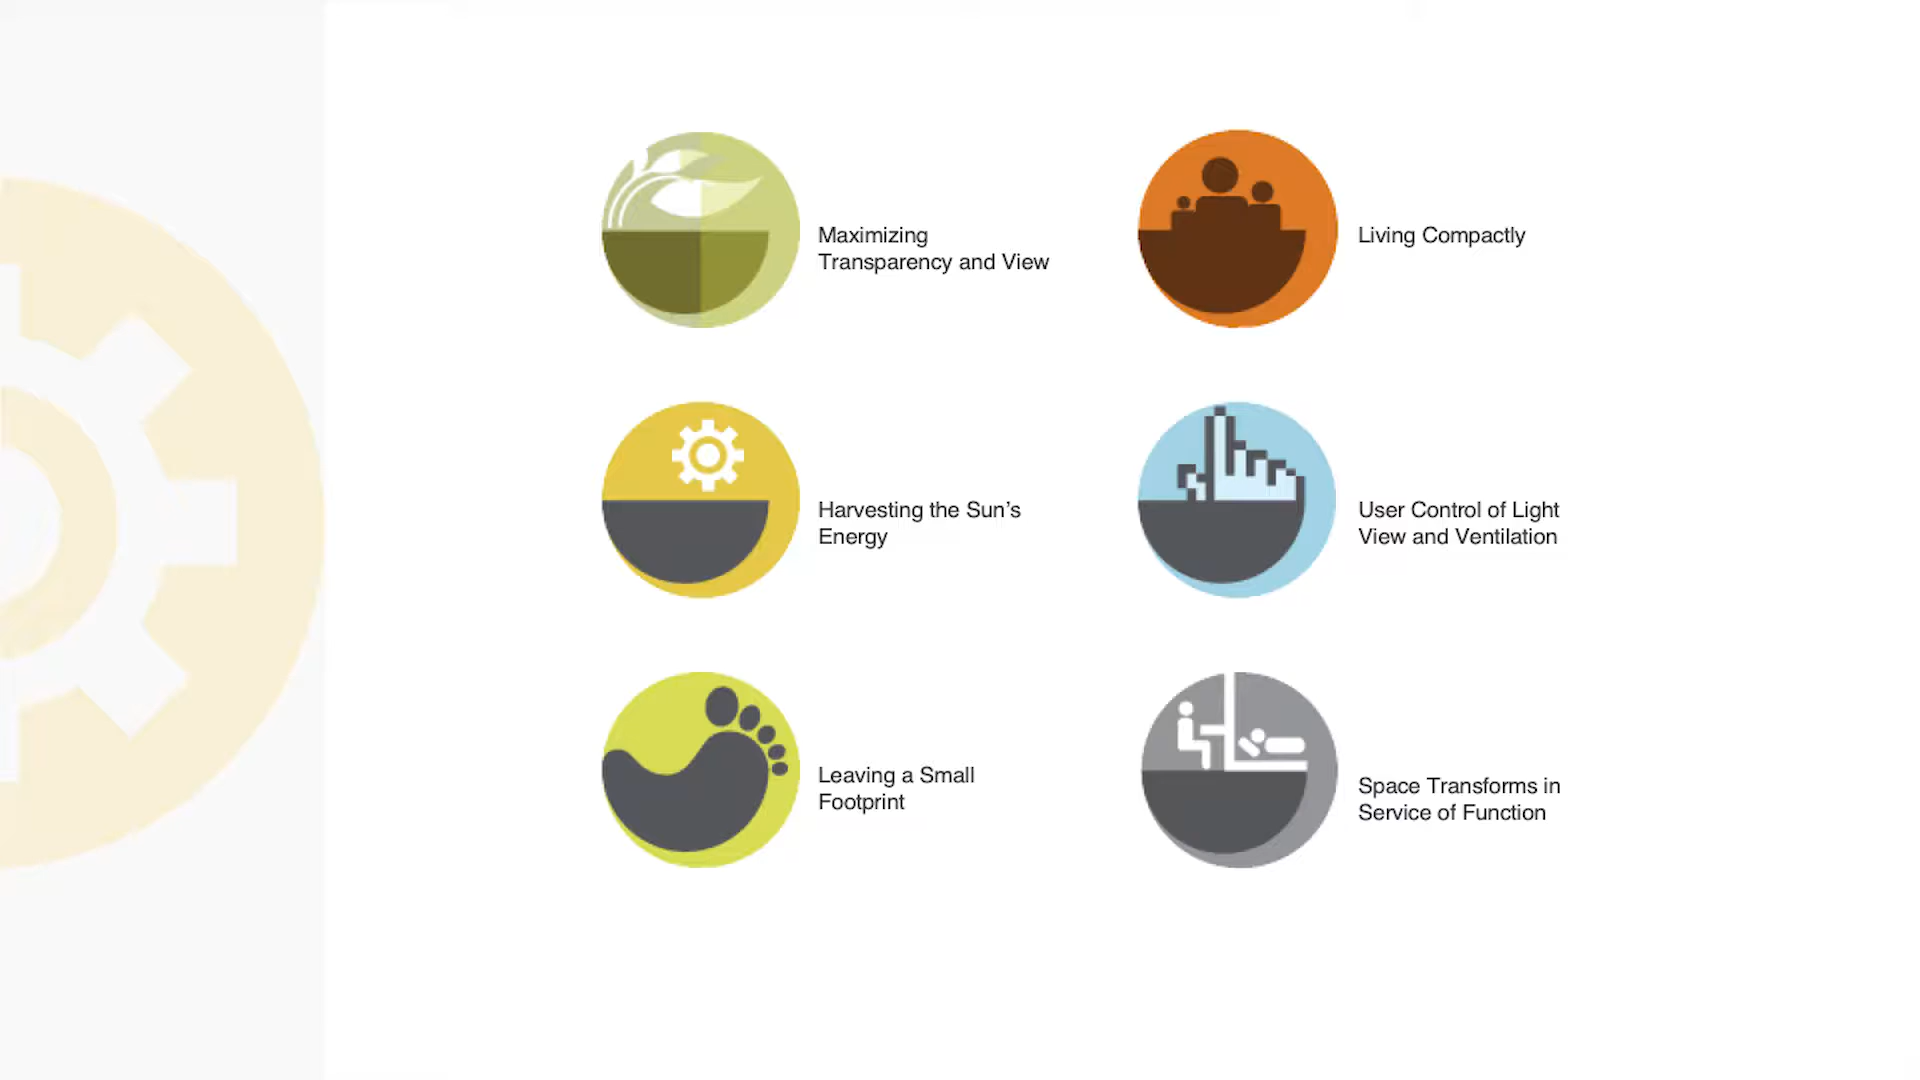 Maximizing
Transparency and View
Living Compactly
Harvesting the Sun’s
Energy
User Control of Light
View and Ventilation
Leaving a Small
Footprint
Space Transforms in
Service of Function